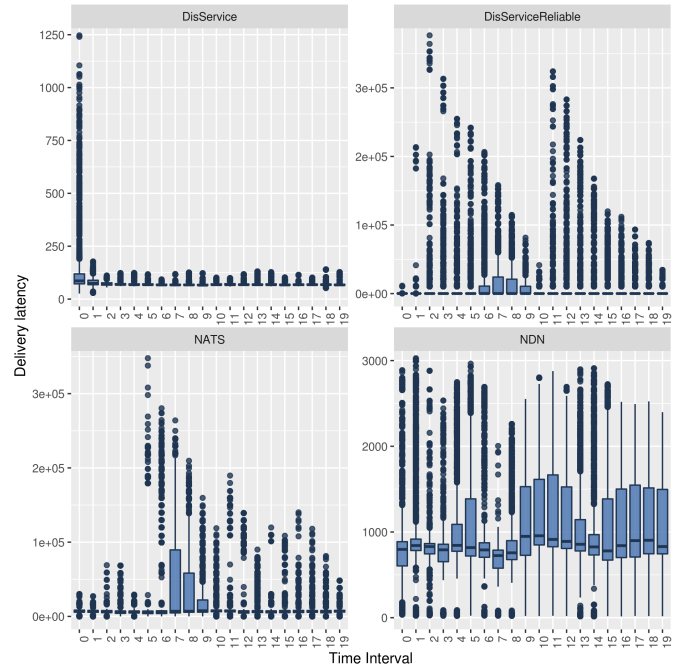 DisService
DisServiceReliable
1250
1000
750
500
250
0
3e+05
2e+05
1e+05
0e+00
0 1 2 3 4 5 6 7 8 9 10 11 12 13 14 15 16 17 18 19
0 1 2 3 4 5 6 7 8 9 10 11 12 13 14 15 16 17 18 19
Delivery latency
NATS
NDN
3e+05
2e+05
1e+05
0e+00
3000
2000
1000
0
0 1 2 3 4 5 6 7 8 9 10 11 12 13 14 15 16 17 18 19
0 1 2 3 4 5 6 7 8 9 10 11 12 13 14 15 16 17 18 19
Time Interval